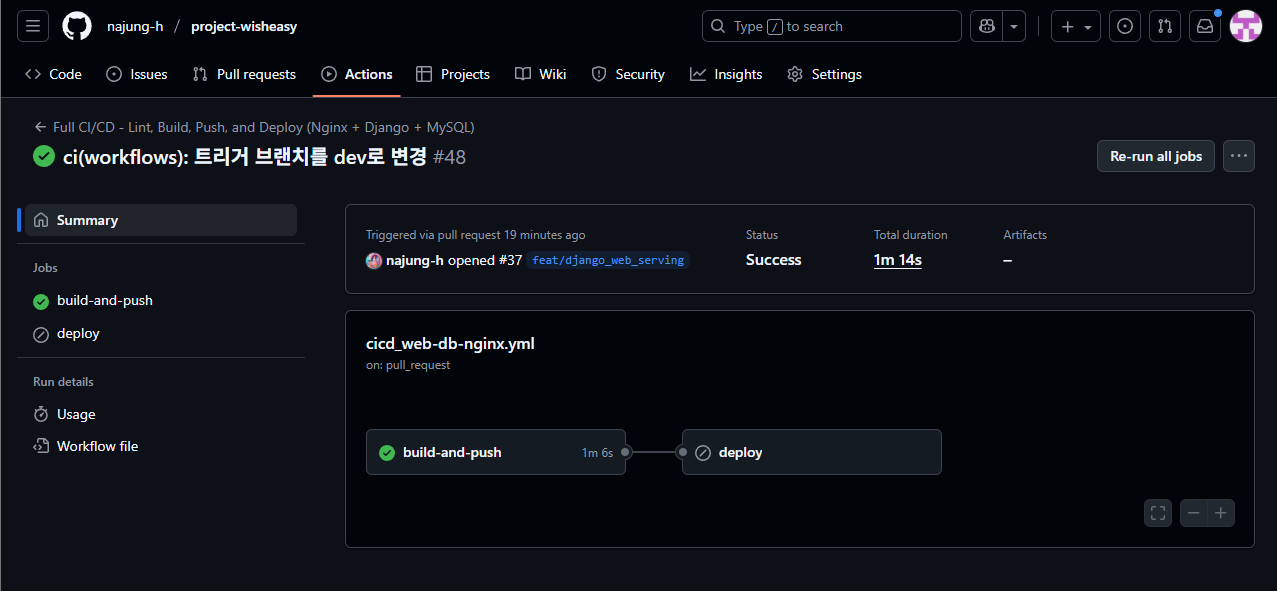 najung-h / project-wisheasy
Type / to search
Code
Issues
Pull requests
Actions
Projects
Wiki
Security
Insights
Settings
Full CI/CD - Lint, Build, Push, and Deploy (Nginx + Django + MySQL)
ci(workflows): 트리거 브랜치를 dev로 변경 #48
Re-run all jobs
Summary
Jobs
build-and-push
deploy
Run details
Usage
Workflow file
Triggered via pull request 19 minutes ago
najung-h opened #37 feat/django_web_serving
Status
Success
Total duration
1m 14s
Artifacts
–
cicd_web-db-nginx.yml
on: pull_request
build-and-push 1m 6s
deploy